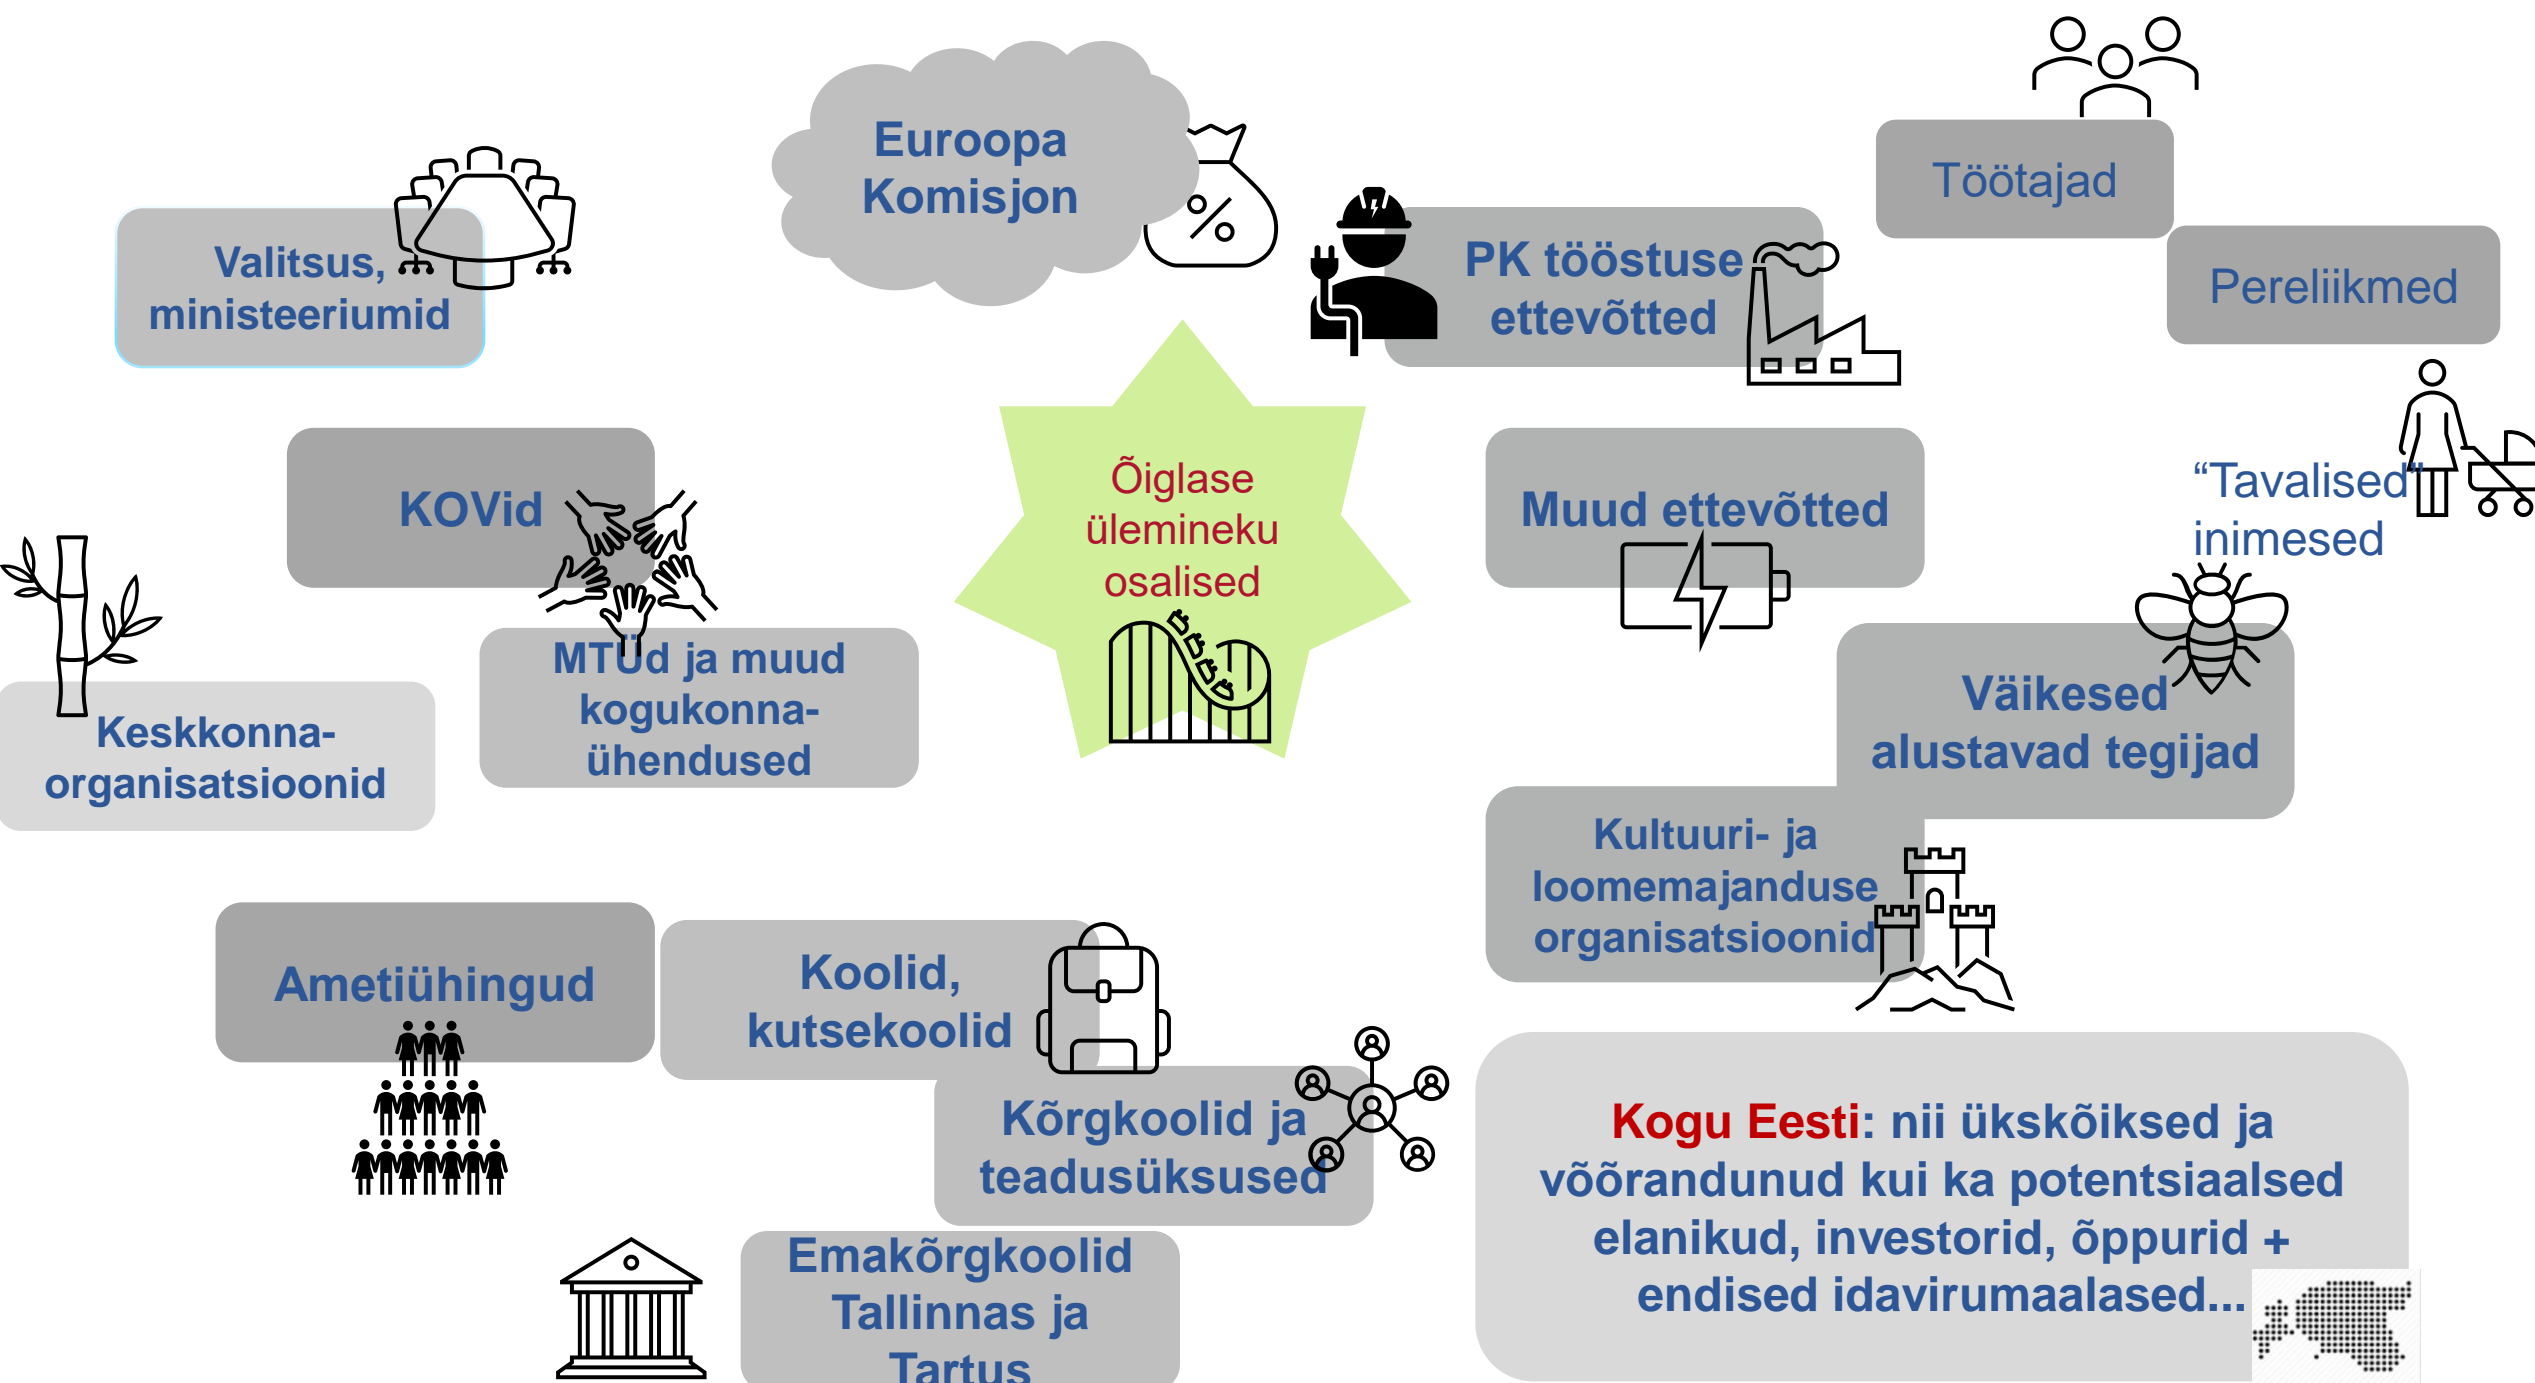 Euroopa
Komisjon
Töötajad
Valitsus,
ministeeriumid
PK tööstuse
ettevõtted
Pereliikmed
KOVid
Õiglase
ülemineku
osalised
Muud ettevõtted
“Tavalised”
inimesed
MTÜd ja muud
kogukonna-
ühendused
Keskkonna-
organisatsioonid
Väikesed
alustavad tegijad
Kultuuri- ja
loomemajanduse
organisatsioonid
Ametiühingud
Koolid,
kutsekoolid
Kõrgkoolid ja
teadusüksused
Emakõrgkoolid
Tallinnas ja
Tartus
Kogu Eesti: nii ükskõiksed ja
võõrandunud kui ka potentsiaalsed
elanikud, investorid, õppurid +
endised idavirumaalased...